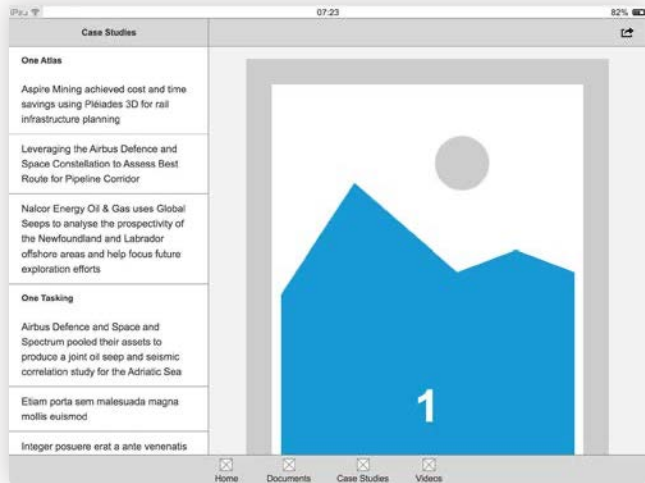 iPad 07:23 82%
Case Studies
One Atlas
Aspire Mining achieved cost and time
savings using Pléiades 3D for rail
infrastructure planning
Leveraging the Airbus Defence and
Space Constellation to Assess Best
Route for Pipeline Corridor
Nalcor Energy Oil & Gas uses Global
Seeps to analyse the prospectivity of
the Newfoundland and Labrador
offshore areas and help focus future
exploration efforts
One Tasking
Airbus Defence and Space and
Spectrum pooled their assets to
produce a joint oil seep and seismic
correlation study for the Adriatic Sea
Etiam porta sem malesuada magna
mollis euismod
Integer posuere erat a ante venenatis
1
Home Documents Case Studies Videos